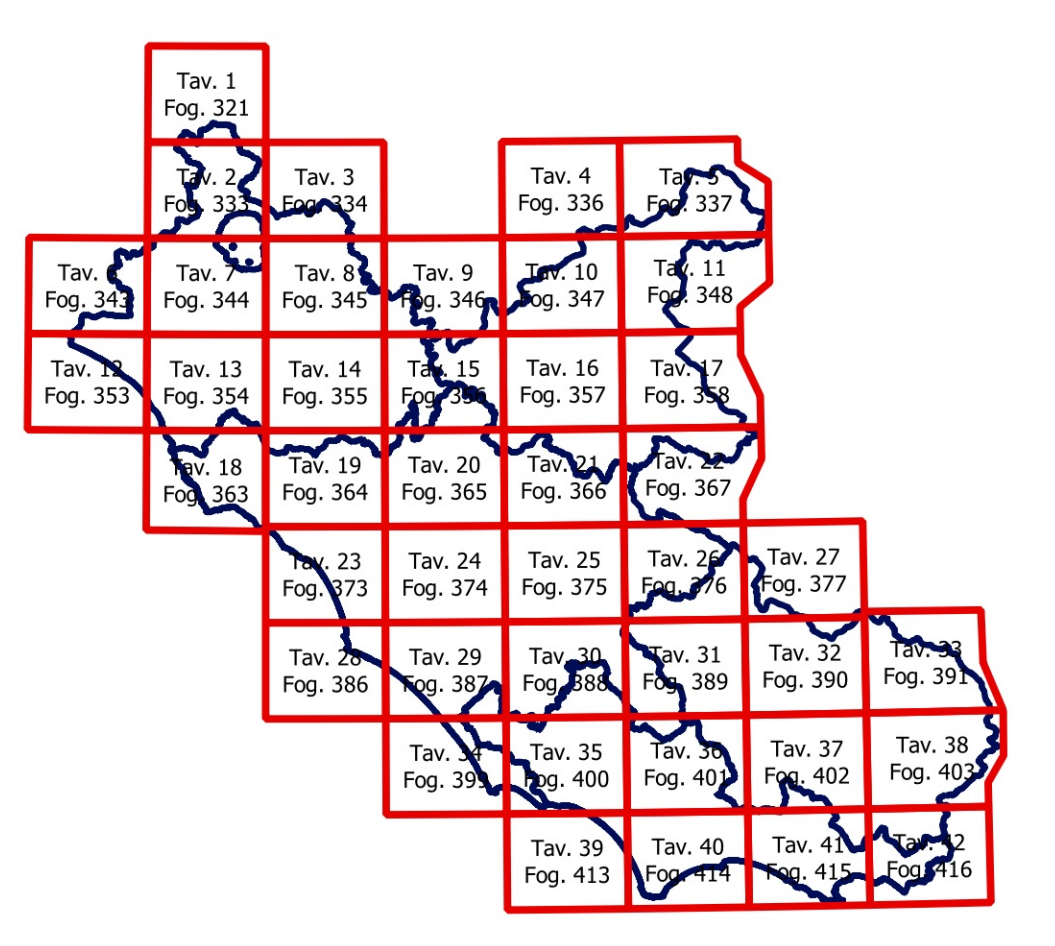 Tav. 1
Fog. 321
Tav. 2
Fog. 333
Tav. 3
Fog. 334
Tav. 4
Fog. 336
Tav. 5
Fog. 337
Tav. 6
Fog. 343
Tav. 7
Fog. 344
Tav. 8
Fog. 345
Tav. 9
Fog. 346
Tav. 10
Fog. 347
Tav. 11
Fog. 348
Tav. 12
Fog. 353
Tav. 13
Fog. 354
Tav. 14
Fog. 355
Tav. 15
Fog. 356
Tav. 16
Fog. 357
Tav. 17
Fog. 358
Tav. 18
Fog. 363
Tav. 19
Fog. 364
Tav. 20
Fog. 365
Tav. 21
Fog. 366
Tav. 22
Fog. 367
Tav. 23
Fog. 373
Tav. 24
Fog. 374
Tav. 25
Fog. 375
Tav. 26
Fog. 376
Tav. 27
Fog. 377
Tav. 28
Fog. 386
Tav. 29
Fog. 387
Tav. 30
Fog. 388
Tav. 31
Fog. 389
Tav. 32
Fog. 390
Tav. 33
Fog. 391
Tav. 34
Fog. 399
Tav. 35
Fog. 400
Tav. 36
Fog. 401
Tav. 37
Fog. 402
Tav. 38
Fog. 403
Tav. 39
Fog. 413
Tav. 40
Fog. 414
Tav. 41
Fog. 415
Tav. 42
Fog. 416